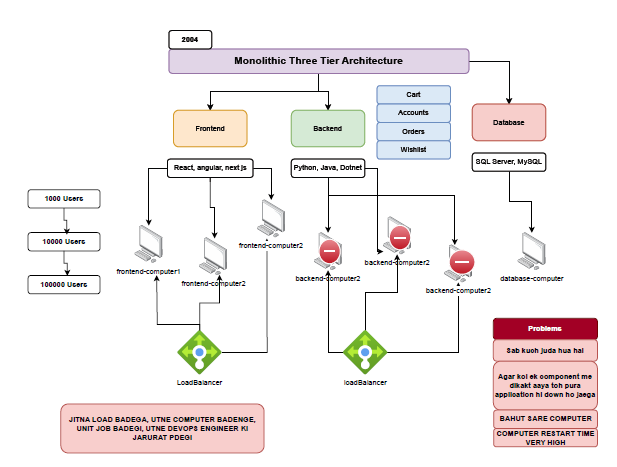 2004
Monolithic Three Tier Architecture
Cart
Accounts
Orders
Wishlist
Frontend
Backend
Database
React, angular, next js
Python, Java, Dotnet
SQL Server, MySQL
1000 Users
10000 Users
100000 Users
frontend-computer1
frontend-computer2
frontend-computer2
backend-computer2
backend-computer2
backend-computer2
database-computer
LoadBalancer
loadBalancer
Problems
Sab kuch juda hua hai
Agar koi ek component me
dikakt aaya toh pura
application hi down ho jaega
BAHUT SARE COMPUTER
COMPUTER RESTART TIME
VERY HIGH
JITNA LOAD BADEGA, UTNE COMPUTER BADENGE,
UNIT JOB BADEGI, UTNE DEVOPS ENGINEER KI
JARURAT PDEGI